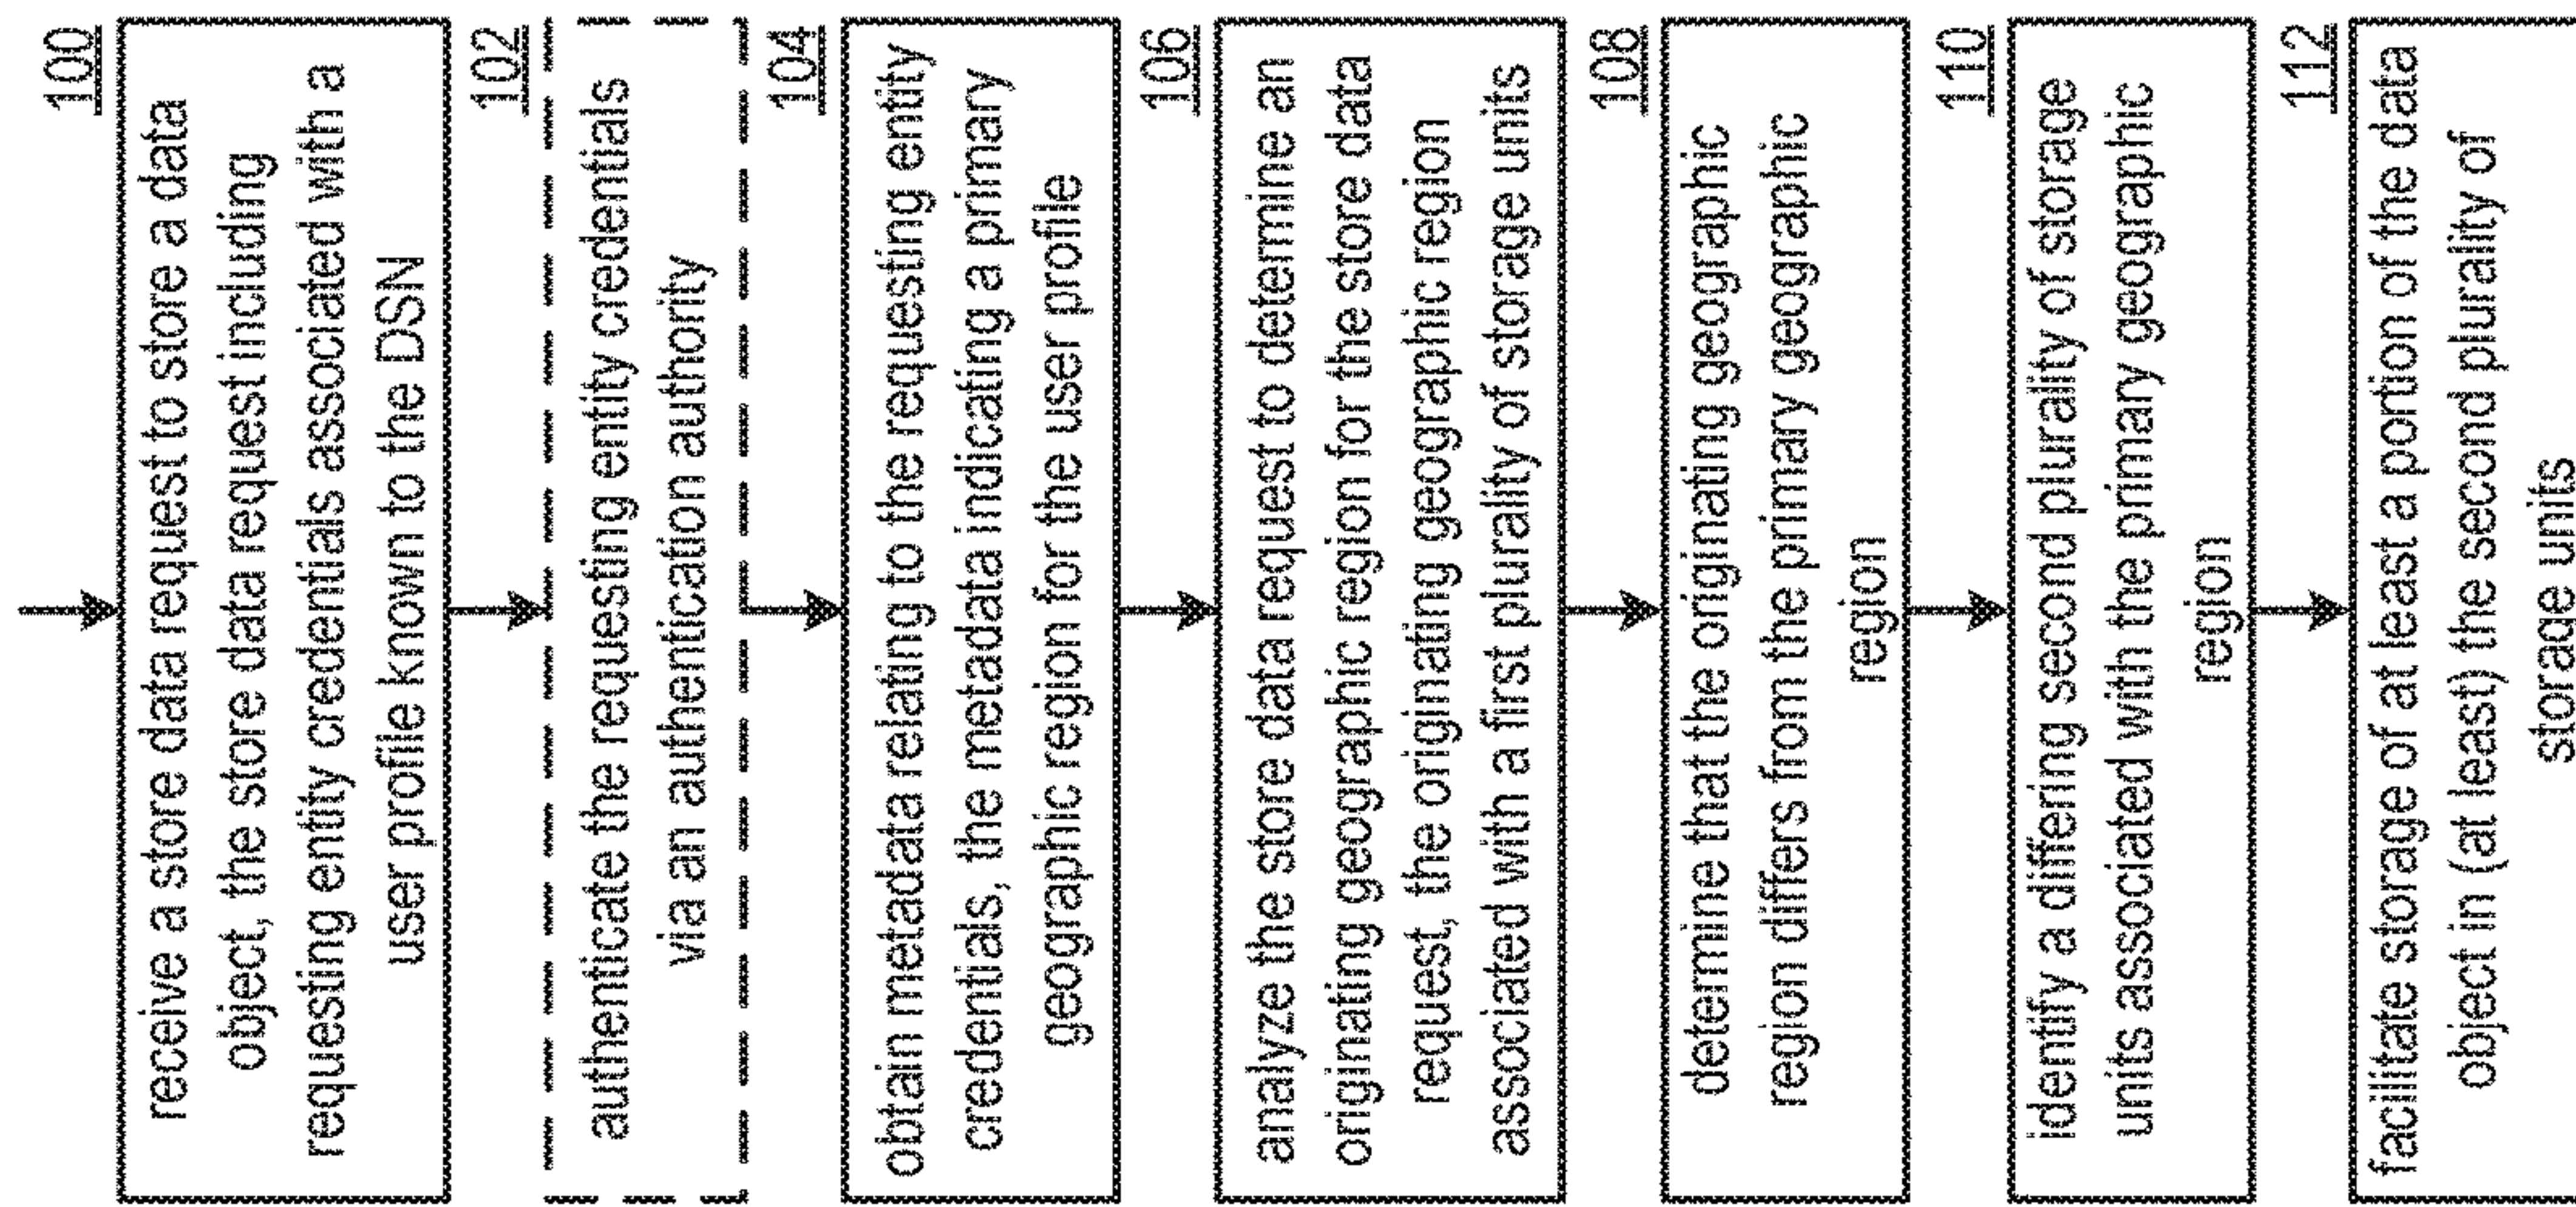 100
receive a store data request to store a data
object, the store data request including
requesting entity credentials associated with a
user profile known to the DSN
102
authenticate the requesting entity credentials
via an authentication authority
104
obtain metadata relating to the requesting entity
credentials, the metadata indicating a primary
geographic region for the user profile
106
analyze the store data request to determine an
originating geographic region for the store data
request, the originating geographic region
associated with a first plurality of storage units
108
determine that the originating geographic
region differs from the primary geographic
region
110
identify a differing second plurality of storage
units associated with the primary geographic
region
112
facilitate storage of at least a portion of the data
object in (at least) the second plurality of
storage units